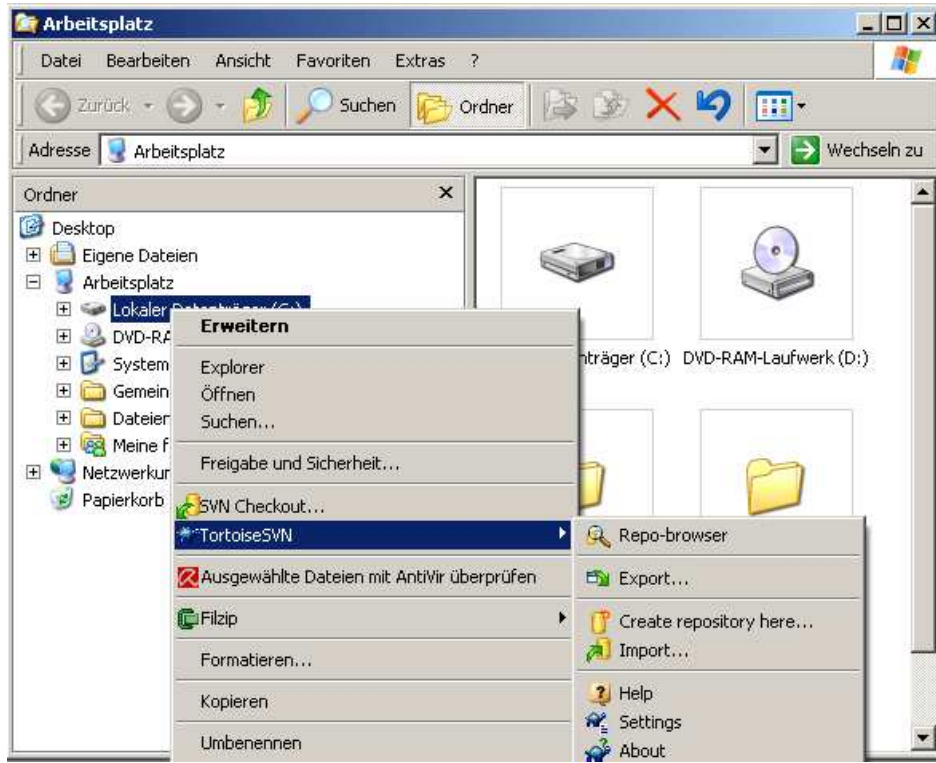 Arbeitsplatz
Datei Bearbeiten Ansicht Favoriten Extras ?
Zurück Suchen Ordner
Adresse Arbeitsplatz Wechseln zu
Ordner
Desktop
Eigene Dateien
Arbeitsplatz
Lokaler Datenträger (C:)
DVD-RA
System
Gemein
Dateien
Meine f
Netzwerkur
Papierkorb
nträger (C:) DVD-RAM-Laufwerk (D:)
Erweitern
Explorer
Öffnen
Suchen...
Freigabe und Sicherheit...
SVN Checkout...
TortoiseSVN
Ausgewählte Dateien mit AntiVir überprüfen
Filzip
Formatieren...
Kopieren
Umbenennen
Repo-browser
Export...
Create repository here...
Import...
Help
Settings
About